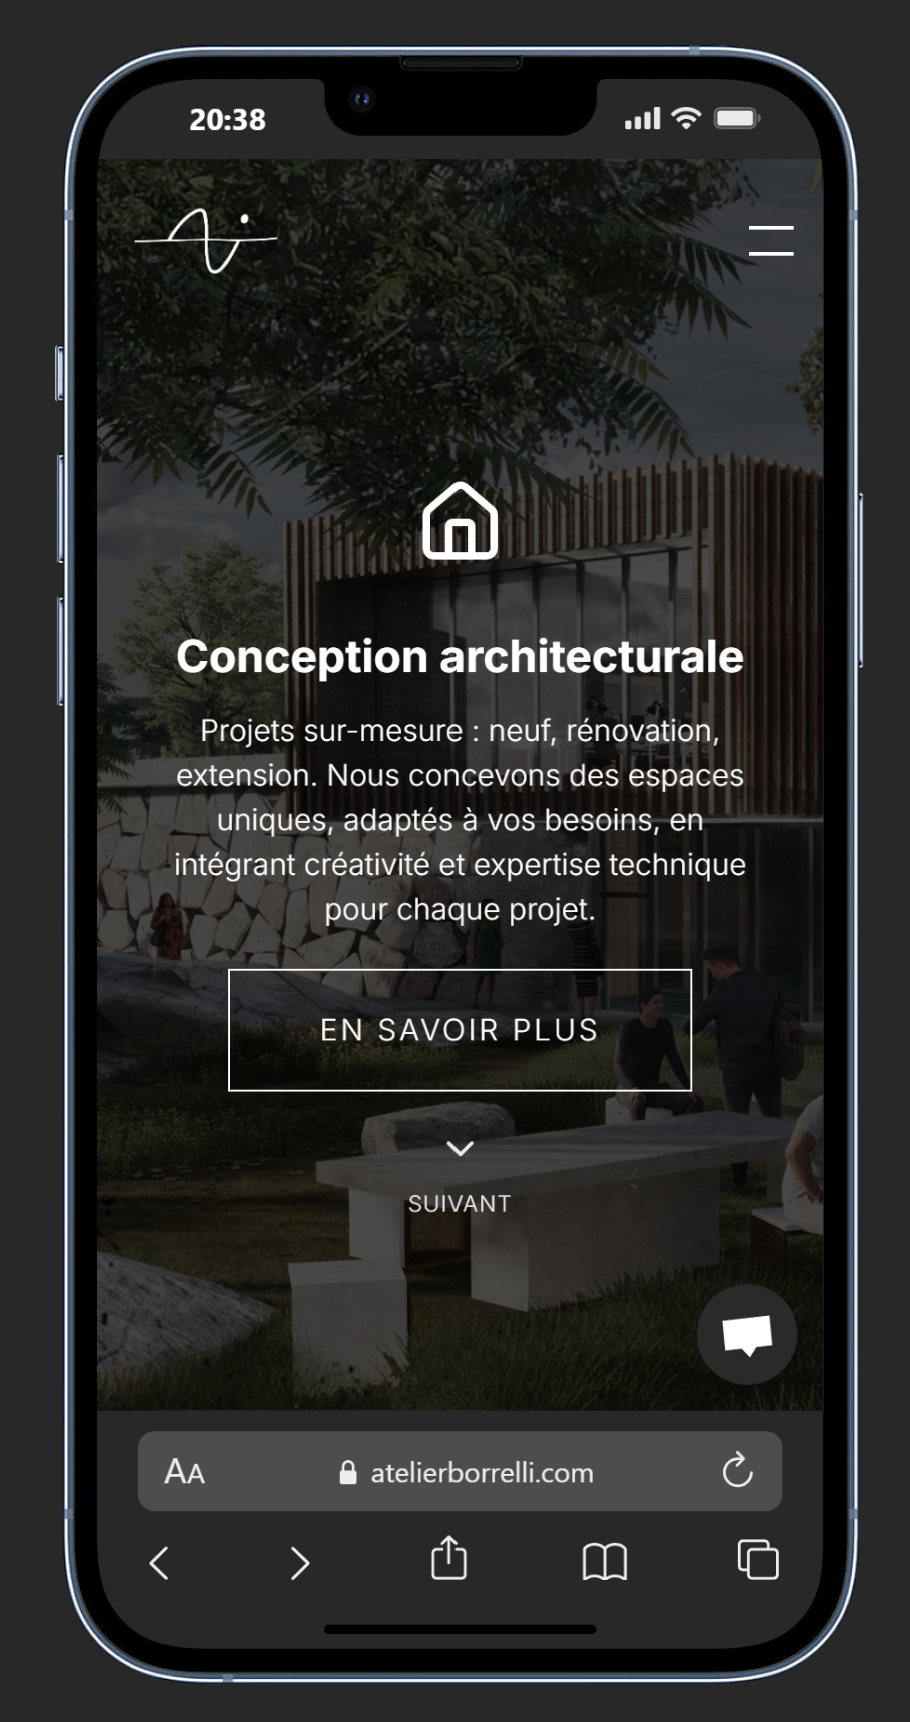 20:38
Conception architecturale
Projets sur-mesure : neuf, rénovation,
extension. Nous concevons des espaces
uniques, adaptés à vos besoins, en
intégrant créativité et expertise technique
pour chaque projet.
EN SAVOIR PLUS
SUIVANT
AA atelierborrelli.com